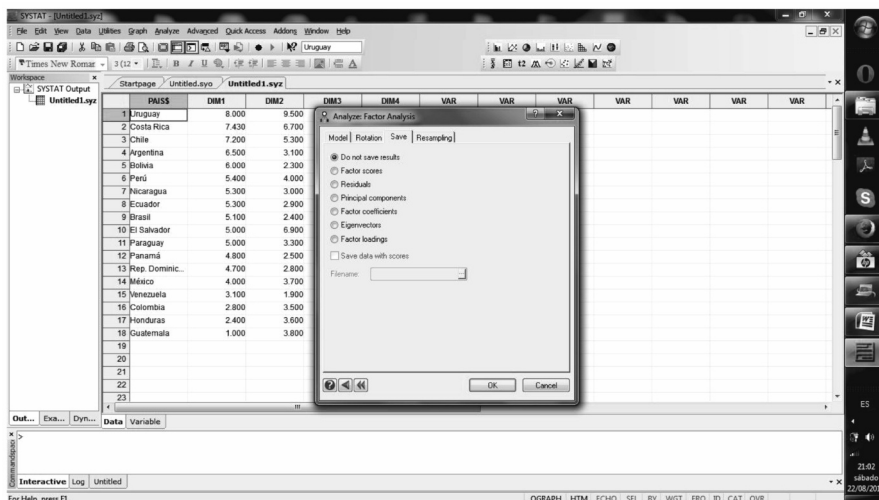 SYSTAT - [Untitled1.syz]
File Edit View Data Utilities Graph Analyze Advanced Quick Access Addons Window Help
Uruguay
Times New Romar 3 (12
Workspace
SYSTAT Output
Untitled1.syz
Startpage Untitled.syo Untitled1.syz
PAIS$ DIM1 DIM2 DIM3 DIM4 VAR VAR VAR VAR VAR VAR VAR
1 Uruguay 8.000 9.500
2 Costa Rica 7.430 6.700
3 Chile 7.200 5.300
4 Argentina 6.500 3.100
5 Bolivia 6.000 2.300
6 Perú 5.400 4.000
7 Nicaragua 5.300 3.000
8 Ecuador 5.300 2.900
9 Brasil 5.100 2.400
10 El Salvador 5.000 6.900
11 Paraguay 5.000 3.300
12 Panamá 4.800 2.500
13 Rep. Dominic... 4.700 2.800
14 México 4.000 3.700
15 Venezuela 3.100 1.900
16 Colombia 2.800 3.500
17 Honduras 2.400 3.600
18 Guatemala 1.000 3.800
19
20
21
22
23
Analyze: Factor Analysis
Model Rotation Save Resampling
Do not save results
Factor scores
Residuals
Principal components
Factor coefficients
Eigenvectors
Factor loadings
Save data with scores
Filename:
OK Cancel
Out... Exa... Dyn... Data Variable
>
Interactive Log Untitled
For Help, press F1
QGRAPH HTM ECHO SEL BY WGT FRQ ID CAT OVR
ES
21:02
sábado
22/08/201